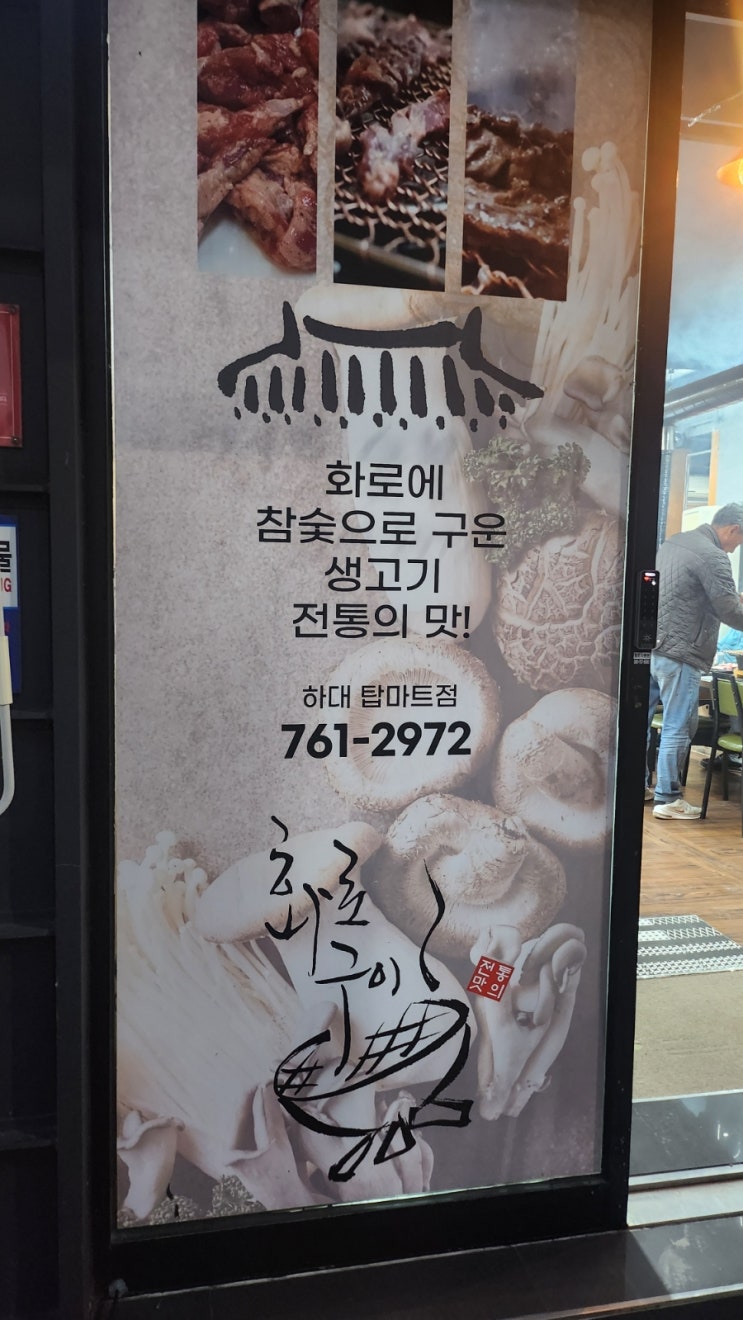 화로에
참숯으로 구운
생고기
전통의 맛!
하대 탑마트점
761-2972
화로
구이
전통
맛의
물